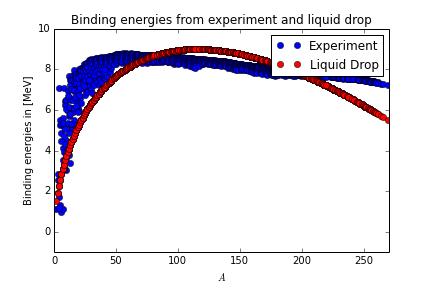 Binding energies from experiment and liquid drop
Binding energies in [MeV]
10
8
6
4
2
0
0
50
100
150
200
250
A
Experiment
Liquid Drop